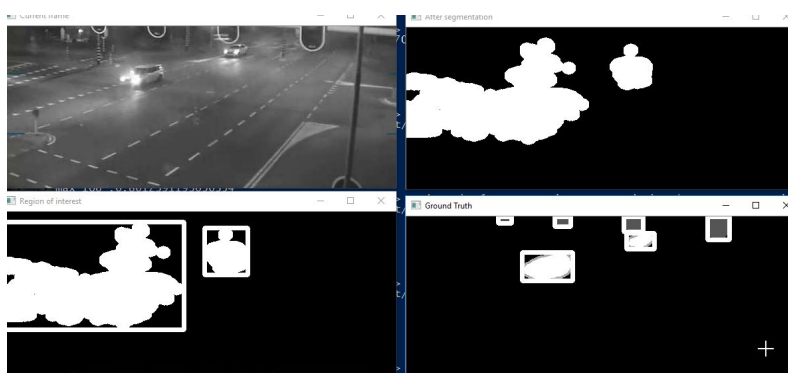 Current frame
After segmentation
Region of interest
Ground Truth